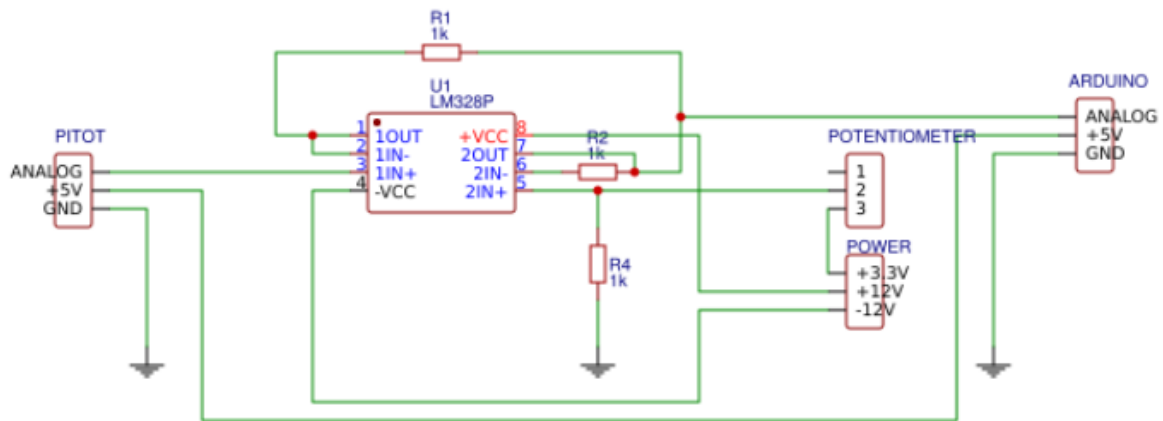 R1
1k
U1
LM328P
1 1OUT
2 1IN-
3 1IN+
4 -VCC
+VCC 8
2OUT 7
2IN- 6
2IN+ 5
R2
1k
R4
1k
PITOT
ANALOG
+5V
GND
POTENTIOMETER
1
2
3
POWER
+3.3V
+12V
-12V
ARDUINO
ANALOG
+5V
GND